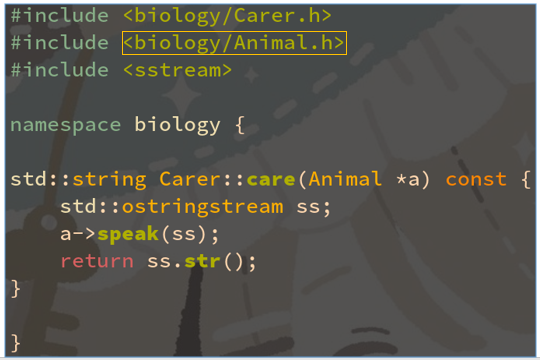 #include <biology/Carer.h>
#include <biology/Animal.h>
#include <sstream>
namespace biology {
std::string Carer::care(Animal *a) const {
    std::ostringstream ss;
    a->speak(ss);
    return ss.str();
}
}